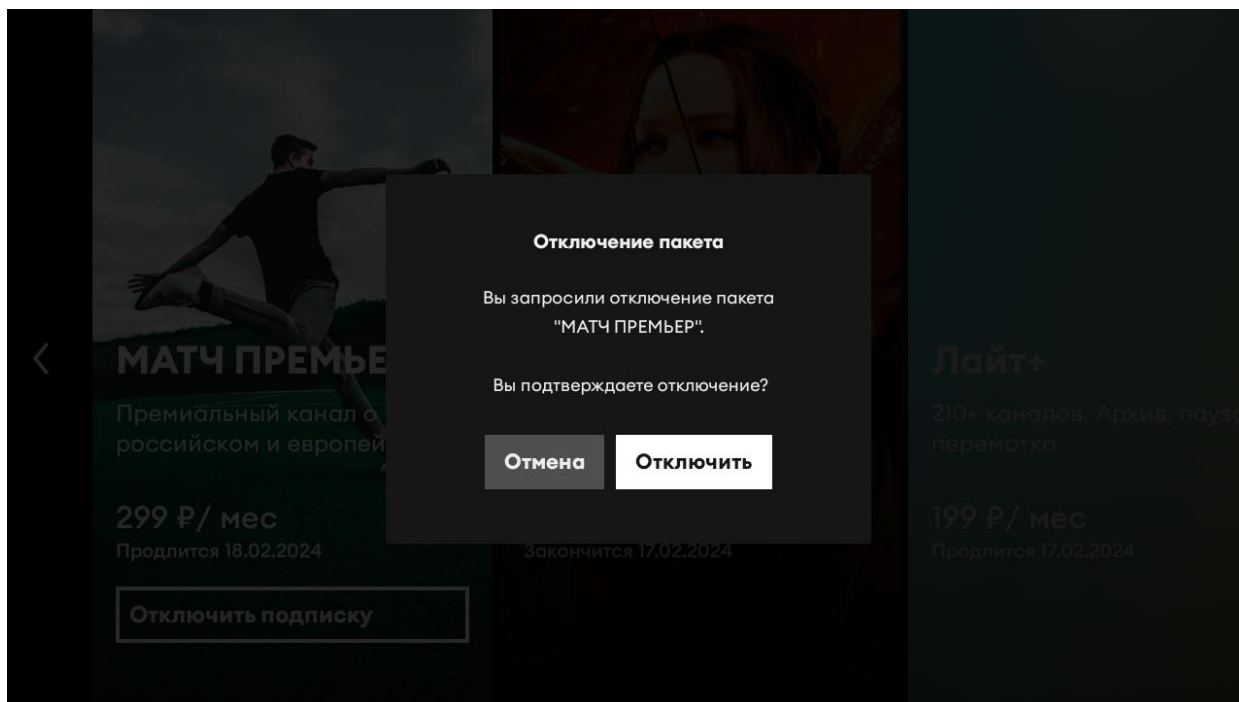 Отключение пакета
Вы запросили отключение пакета
"МАТЧ ПРЕМЬЕР".
Вы подтверждаете отключение?
Отмена
Отключить
МАТЧ ПРЕМЬЕ
Премиальный канал о
российском и европей
299 ₽/ мес
Продлится 18.02.2024
Отключить подписку
Закончится 17.02.2024
Лайт+
210+ каналов. Архив, пауза
перемотка
199 ₽/ мес
Продлится 17.02.2024